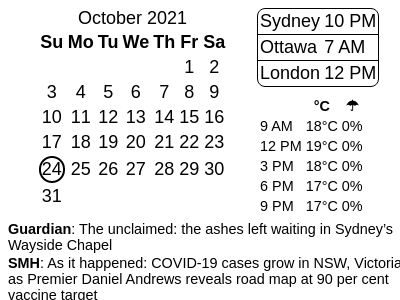 October 2021
Su Mo Tu We Th Fr Sa
1 2
3 4 5 6 7 8 9
10 11 12 13 14 15 16
17 18 19 20 21 22 23
24 25 26 27 28 29 30
31
Sydney 10 PM
Ottawa 7 AM
London 12 PM
°C ☂
9 AM 18°C 0%
12 PM 19°C 0%
3 PM 18°C 0%
6 PM 17°C 0%
9 PM 17°C 0%
Guardian: The unclaimed: the ashes left waiting in Sydney’s
Wayside Chapel
SMH: As it happened: COVID-19 cases grow in NSW, Victoria
as Premier Daniel Andrews reveals road map at 90 per cent
vaccine target